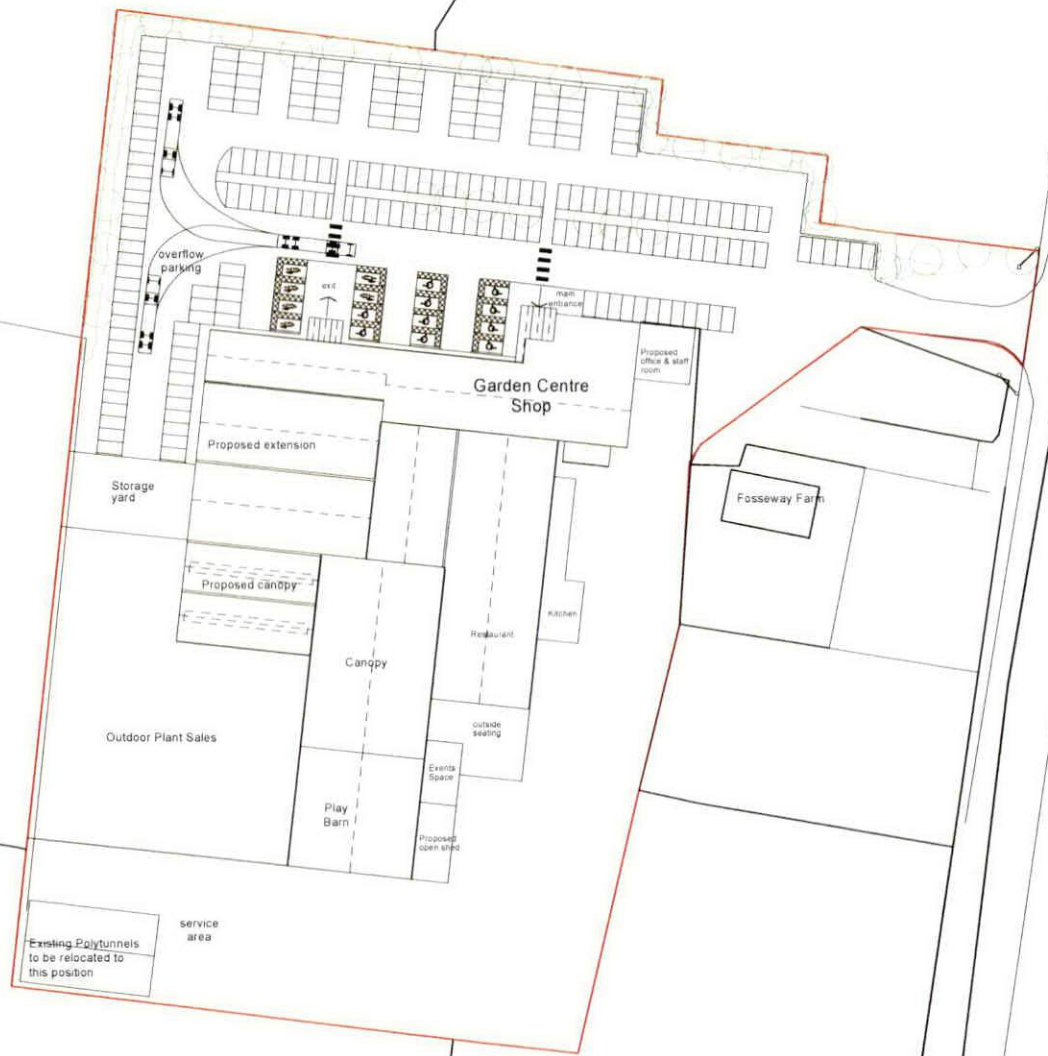 overflow
parking
exit
main
entrance
Proposed
office & staff
room
Garden Centre
Shop
Proposed extension
Storage
yard
Fosseway Farm
Proposed canopy
Kitchen
Restaurant
Canopy
outside
seating
Outdoor Plant Sales
Events
Space
Play
Barn
Proposed
open shed
service
area
Existing Polytunnels
to be relocated to
this position